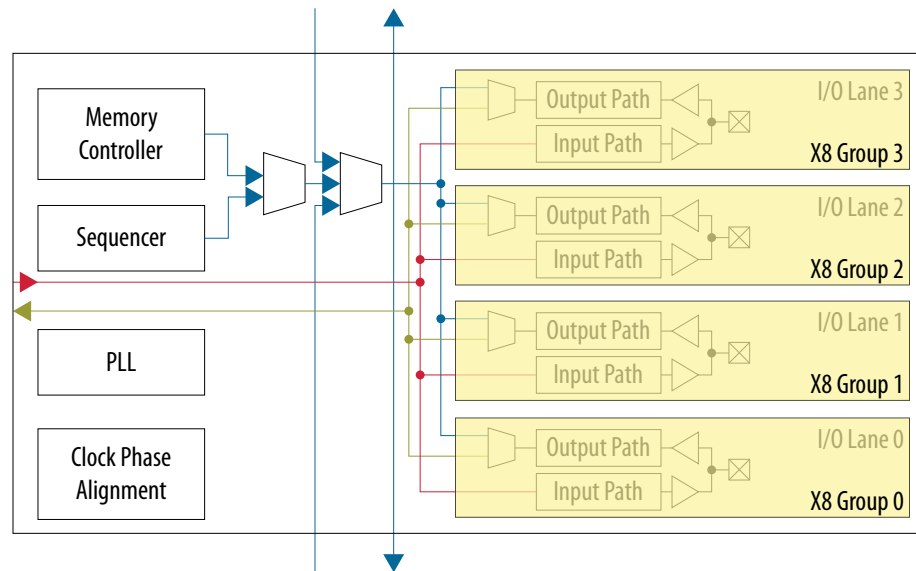 Memory
Controller
Sequencer
PLL
Clock Phase
Alignment
Output Path
I/O Lane 3
Input Path
X8 Group 3
Output Path
I/O Lane 2
Input Path
X8 Group 2
Output Path
I/O Lane 1
Input Path
X8 Group 1
Output Path
I/O Lane 0
Input Path
X8 Group 0